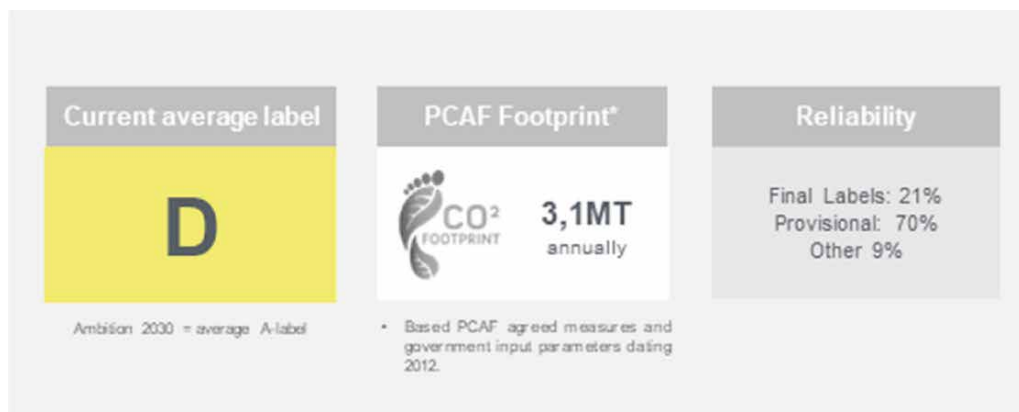 Current average label
D
Ambition 2030 = average A-label
PCAF Footprint*
CO²
FOOTPRINT
3,1MT
annually
• Based PCAF agreed measures and
government input parameters dating
2012.
Reliability
Final Labels: 21%
Provisional: 70%
Other 9%